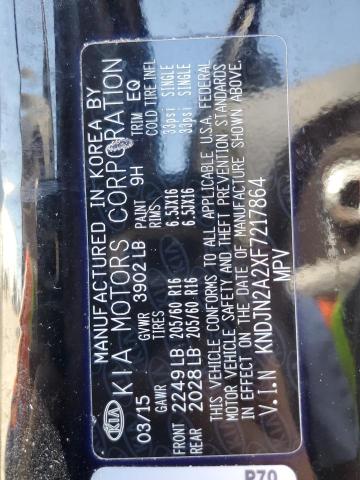 KIA
MANUFACTURED IN KOREA BY
KIA MOTORS CORPORATION
03/15 GVWR 3902LB PAINT 9H TRIM EQ
GAWR TIRES RIMS COLD TIRE INFL
FRONT 2249LB 205/60 R16 6.5JX16 33psi SINGLE
REAR 2028LB 205/60 R16 6.5JX16 33psi SINGLE
THIS VEHICLE CONFORMS TO ALL APPLICABLE U.S.A. FEDERAL
MOTOR VEHICLE SAFETY AND THEFT PREVENTION STANDARDS
IN EFFECT ON THE DATE OF MANUFACTURE SHOWN ABOVE.
V.I.N KNDJN2A2XF7217864
MPV
P70